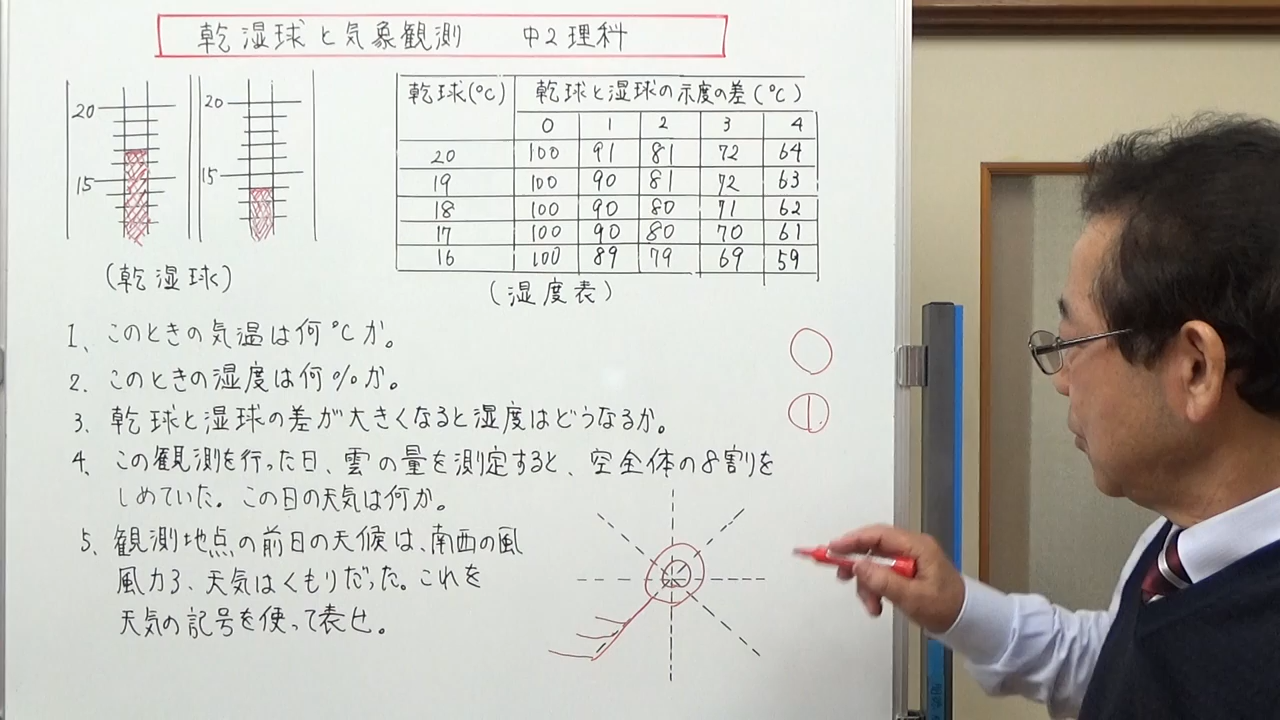 乾湿球と気象観測 中2理科
20 20
15 15
(乾湿球)
乾球(℃) 乾球と湿球の示度の差(℃)
0 1 2 3 4
20 100 91 81 72 64
19 100 90 81 72 63
18 100 90 80 71 62
17 100 90 80 70 61
16 100 89 79 69 59
(湿度表)
1、このときの気温は何℃か。
2、このときの湿度は何%か。
3、乾球と湿球の差が大きくなると湿度はどうなるか。
4、この観測を行った日、雲の量を測定すると、空全体の8割を
しめていた。この日の天気は何か。
5、観測地点の前日の天候は、南西の風
風力3、天気はくもりだった。これを
天気の記号を使って表せ。